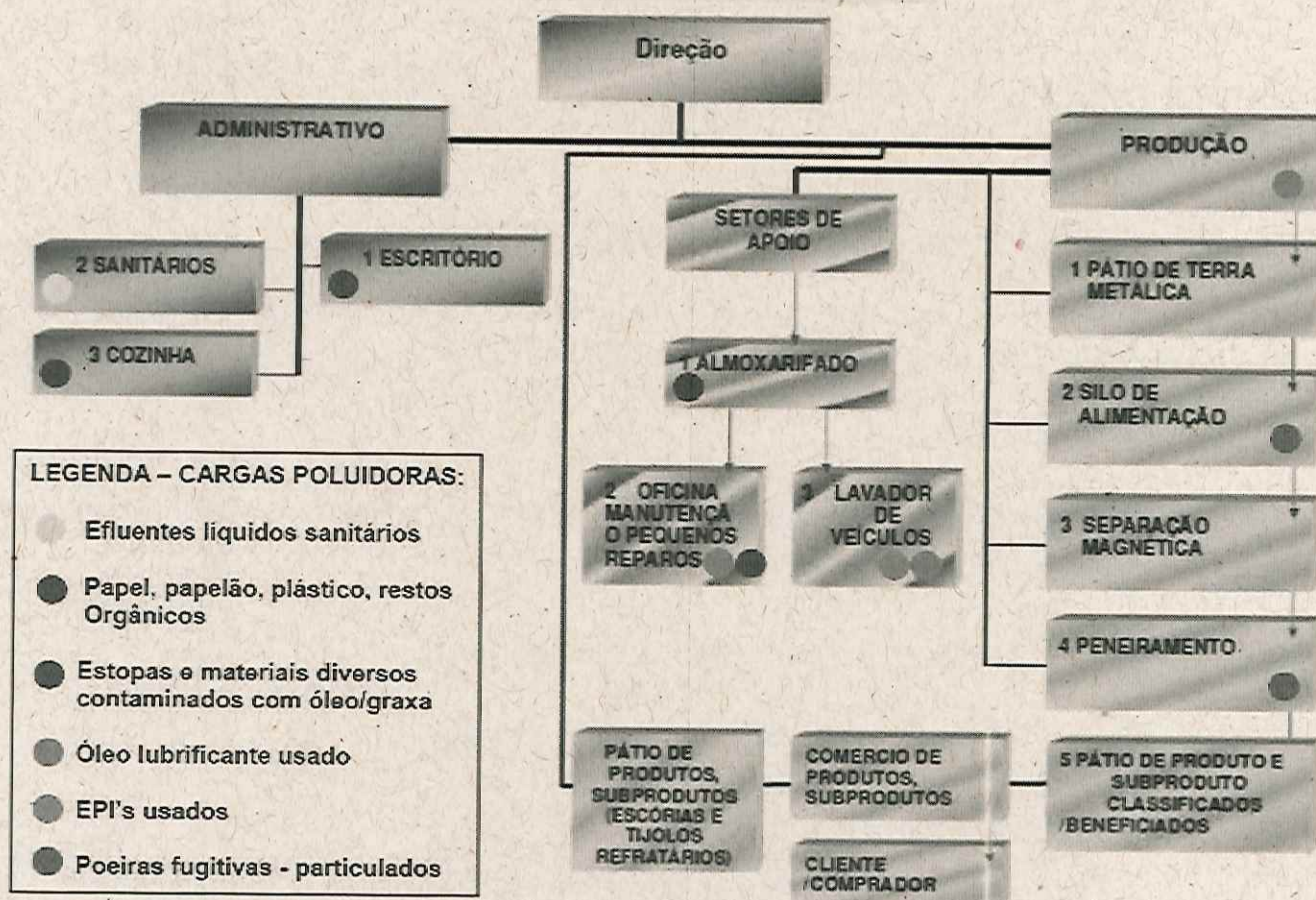 Direção
ADMINISTRATIVO
PRODUÇÃO
SETORES DE
APOIO
2 SANITÁRIOS
1 ESCRITÓRIO
3 COZINHA
1 PÁTIO DE TERRA
METÁLICA
1 ALMOXARIFADO
2 SILO DE
ALIMENTAÇÃO
2 OFICINA
MANUTENÇÃ
O PEQUENOS
REPAROS
3 LAVADOR
DE
VEICULOS
3 SEPARAÇÃO
MAGNÉTICA
4 PENEIRAMENTO
LEGENDA – CARGAS POLUIDORAS:
Efluentes líquidos sanitários
Papel, papelão, plástico, restos
Orgânicos
Estopas e materiais diversos
contaminados com óleo/graxa
Óleo lubrificante usado
EPI's usados
Poeiras fugitivas - particulados
PÁTIO DE
PRODUTOS,
SUBPRODUTOS
(ESCÓRIAS E
TIJOLOS
REFRATÁRIOS)
COMERCIO DE
PRODUTOS,
SUBPRODUTOS
5 PÁTIO DE PRODUTO E
SUBPRODUTO
CLASSIFICADOS
/BENEFICIADOS
CLIENTE
/COMPRADOR